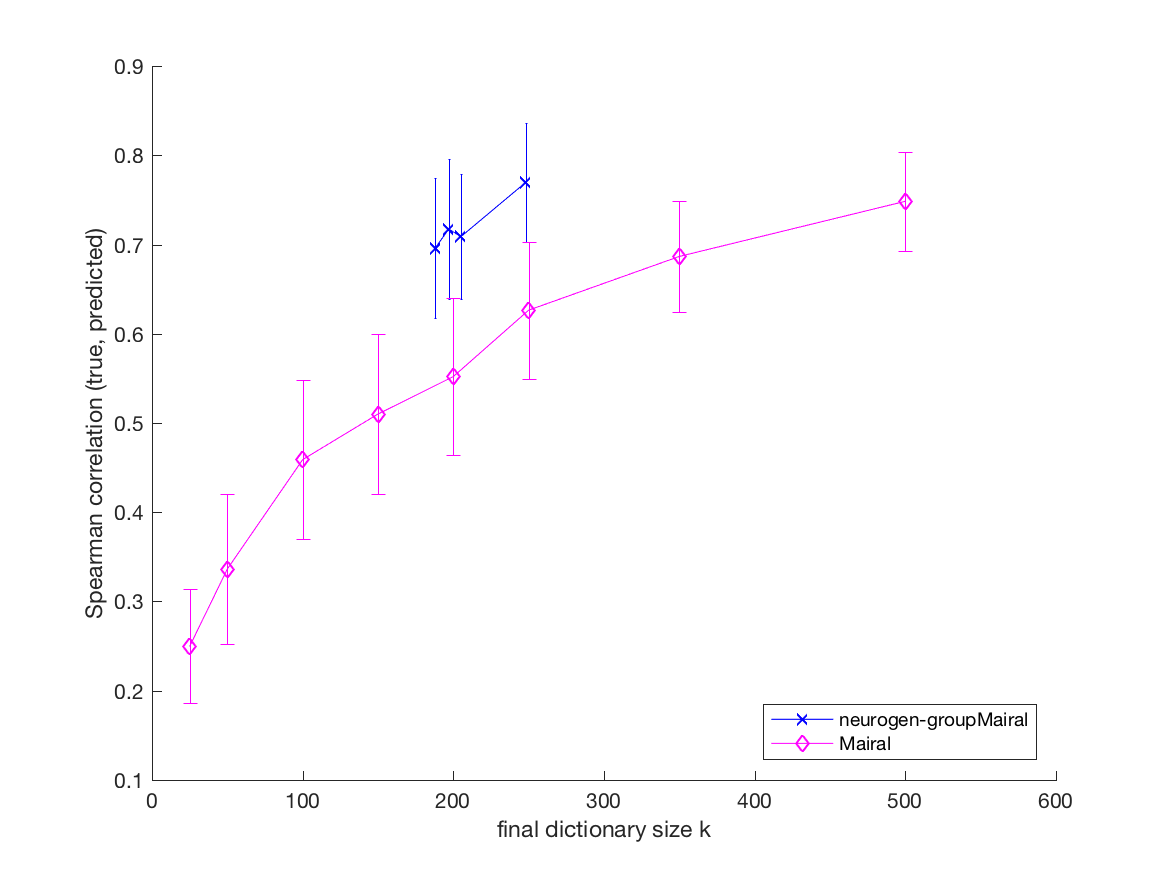 0.9
0.8
0.7
0.6
0.5
0.4
0.3
0.2
0.1
Spearman correlation (true, predicted)
neurogen-groupMairal
Mairal
0 100 200 300 400 500 600
final dictionary size k